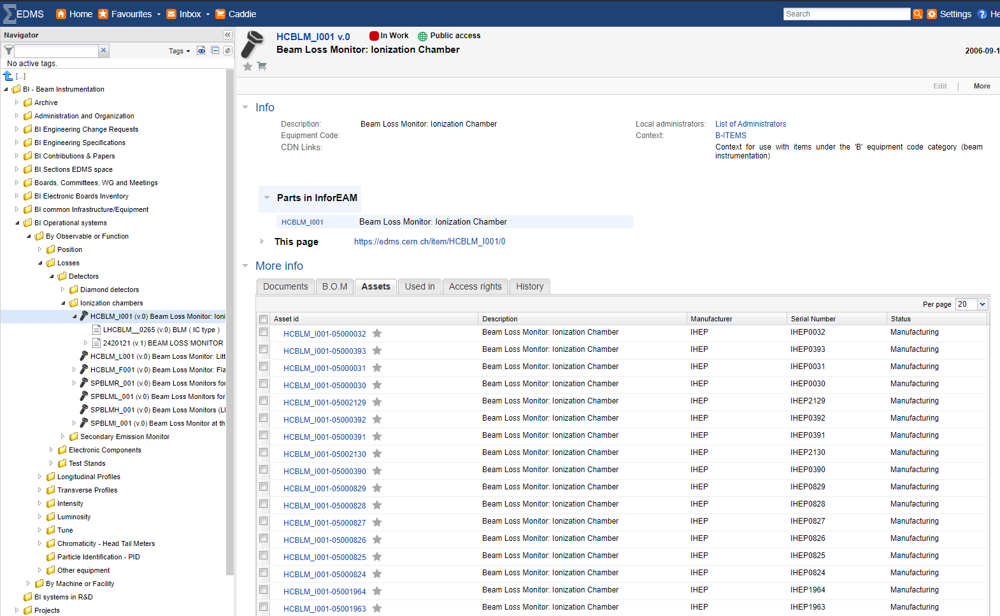 EDMS Home Favourites Inbox Caddie Search Settings ? He
Navigator
Tags
No active tags.
[...]
BI - Beam Instrumentation
Archive
Administration and Organization
BI Engineering Change Requests
BI Engineering Specifications
BI Contributions & Papers
BI Sections EDMS space
Boards, Committees, WG and Meetings
BI Electronic Boards Inventory
BI common Infrastructure/Equipment
BI Operational systems
By Observable or Function
Position
Losses
Detectors
Diamond detectors
Ionization chambers
HCBLM_I001 (v.0) Beam Loss Monitor: Ioni
LHCBLM__0265 (v.0) BLM ( IC type )
2420121 (v.1) BEAM LOSS MONITOR
HCBLM_L001 (v.0) Beam Loss Monitor: Litt
HCBLM_F001 (v.0) Beam Loss Monitor: Fla
SPBLMR_001 (v.0) Beam Loss Monitors for
SPBLML_001 (v.0) Beam Loss Monitors for
SPBLMH_001 (v.0) Beam Loss Monitors (LI
SPBLMI_001 (v.0) Beam Loss Monitor at th
Secondary Emission Monitor
Electronic Components
Test Stands
Longitudinal Profiles
Transverse Profiles
Intensity
Luminosity
Tune
Chromaticity - Head Tail Meters
Particle Identification - PID
Other equipment
By Machine or Facility
BI systems in R&D
Projects
HCBLM_I001 v.0 In Work Public access
Beam Loss Monitor: Ionization Chamber
2006-09-1
Edit | More
Info
Description: Beam Loss Monitor: Ionization Chamber
Equipment Code:
CDN Links:
Local administrators: List of Administrators
Context: B-ITEMS
Context for use with items under the 'B' equipment code category (beam
instrumentation)
Parts in InforEAM
HCBLM_I001 Beam Loss Monitor: Ionization Chamber
This page https://edms.cern.ch/item/HCBLM_I001/0
More info
Documents B.O.M Assets Used in Access rights History
Per page 20
Asset id Description Manufacturer Serial Number Status
HCBLM_I001-05000032 Beam Loss Monitor: Ionization Chamber IHEP IHEP0032 Manufacturing
HCBLM_I001-05000393 Beam Loss Monitor: Ionization Chamber IHEP IHEP0393 Manufacturing
HCBLM_I001-05000031 Beam Loss Monitor: Ionization Chamber IHEP IHEP0031 Manufacturing
HCBLM_I001-05000030 Beam Loss Monitor: Ionization Chamber IHEP IHEP0030 Manufacturing
HCBLM_I001-05002129 Beam Loss Monitor: Ionization Chamber IHEP IHEP2129 Manufacturing
HCBLM_I001-05000392 Beam Loss Monitor: Ionization Chamber IHEP IHEP0392 Manufacturing
HCBLM_I001-05000391 Beam Loss Monitor: Ionization Chamber IHEP IHEP0391 Manufacturing
HCBLM_I001-05002130 Beam Loss Monitor: Ionization Chamber IHEP IHEP2130 Manufacturing
HCBLM_I001-05000390 Beam Loss Monitor: Ionization Chamber IHEP IHEP0390 Manufacturing
HCBLM_I001-05000829 Beam Loss Monitor: Ionization Chamber IHEP IHEP0829 Manufacturing
HCBLM_I001-05000828 Beam Loss Monitor: Ionization Chamber IHEP IHEP0828 Manufacturing
HCBLM_I001-05000827 Beam Loss Monitor: Ionization Chamber IHEP IHEP0827 Manufacturing
HCBLM_I001-05000826 Beam Loss Monitor: Ionization Chamber IHEP IHEP0826 Manufacturing
HCBLM_I001-05000825 Beam Loss Monitor: Ionization Chamber IHEP IHEP0825 Manufacturing
HCBLM_I001-05000824 Beam Loss Monitor: Ionization Chamber IHEP IHEP0824 Manufacturing
HCBLM_I001-05001964 Beam Loss Monitor: Ionization Chamber IHEP IHEP1964 Manufacturing
HCBLM_I001-05001963 Beam Loss Monitor: Ionization Chamber IHEP IHEP1963 Manufacturing